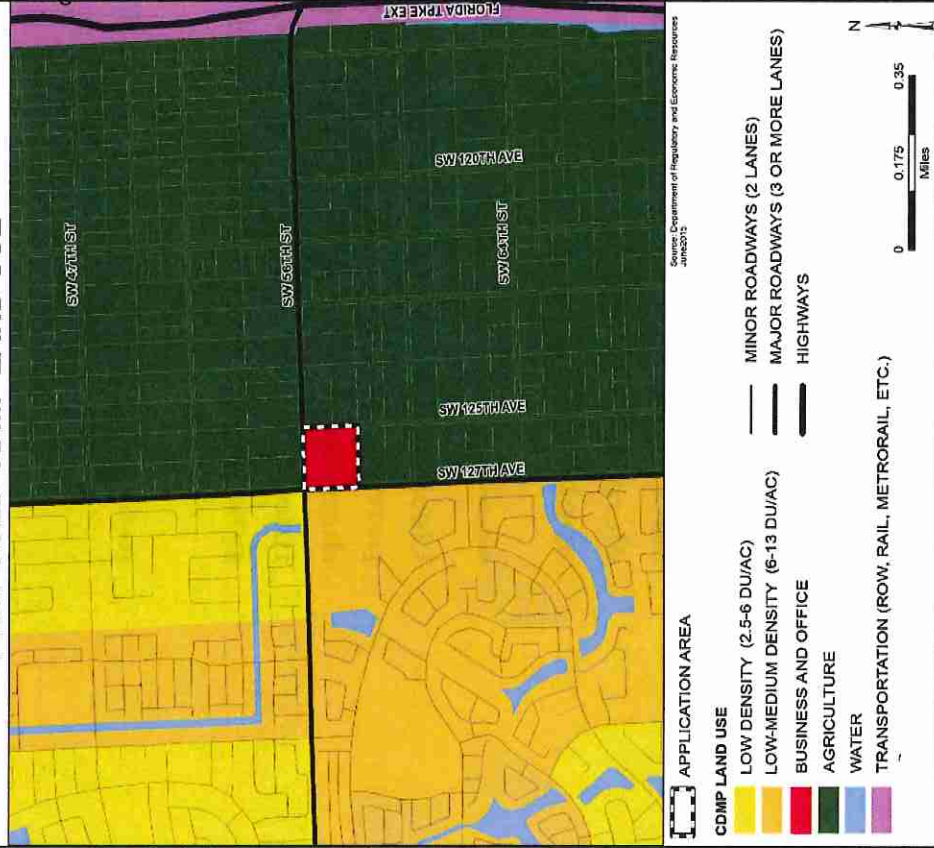 FLORIDA TPKE EXT
SW 47TH ST
SW 56TH ST
SW 120TH AVE
SW 64TH ST
SW 125TH AVE
SW 127TH AVE
Source: Department of Regulatory and Economic Resources
June2015
APPLICATION AREA
CDMP LAND USE
LOW DENSITY (2.5-6 DU/AC)
LOW-MEDIUM DENSITY (6-13 DU/AC)
BUSINESS AND OFFICE
AGRICULTURE
WATER
TRANSPORTATION (ROW, RAIL, METRORAIL, ETC.)
MINOR ROADWAYS (2 LANES)
MAJOR ROADWAYS (3 OR MORE LANES)
HIGHWAYS
N
0 0.175 0.35
Miles